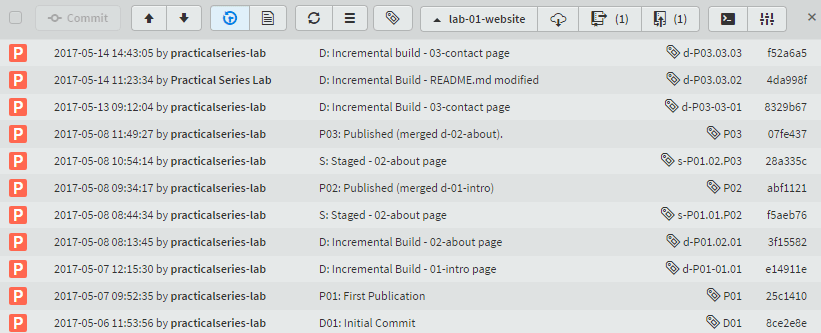 Commit lab-01-website (1) (1)
P 2017-05-14 14:43:05 by practicalseries-lab D: Incremental build - 03-contact page d-P03.03.03 f52a6a5
P 2017-05-14 11:23:34 by Practical Series Lab D: Incremental Build - README.md modified d-P03.03.02 4da998f
P 2017-05-13 09:12:04 by practicalseries-lab D: Incremental Build - 03-contact page d-P03-03-01 8329b67
P 2017-05-08 11:49:27 by practicalseries-lab P03: Published (merged d-02-about). P03 07fe437
P 2017-05-08 10:54:14 by practicalseries-lab S: Staged - 02-about page s-P01.02.P03 28a335c
P 2017-05-08 09:34:17 by practicalseries-lab P02: Published (merged d-01-intro) P02 abf1121
P 2017-05-08 08:44:34 by practicalseries-lab S: Staged - 02-about page s-P01.01.P02 f5aeb76
P 2017-05-08 08:13:45 by practicalseries-lab D: Incremental Build - 02-about page d-P01.02.01 3f15582
P 2017-05-07 12:15:30 by practicalseries-lab D: Incremental Build - 01-intro page d-P01-01.01 e14911e
P 2017-05-07 09:52:35 by practicalseries-lab P01: First Publication P01 25c1410
P 2017-05-06 11:53:56 by practicalseries-lab D01: Initial Commit D01 8ce2e8e